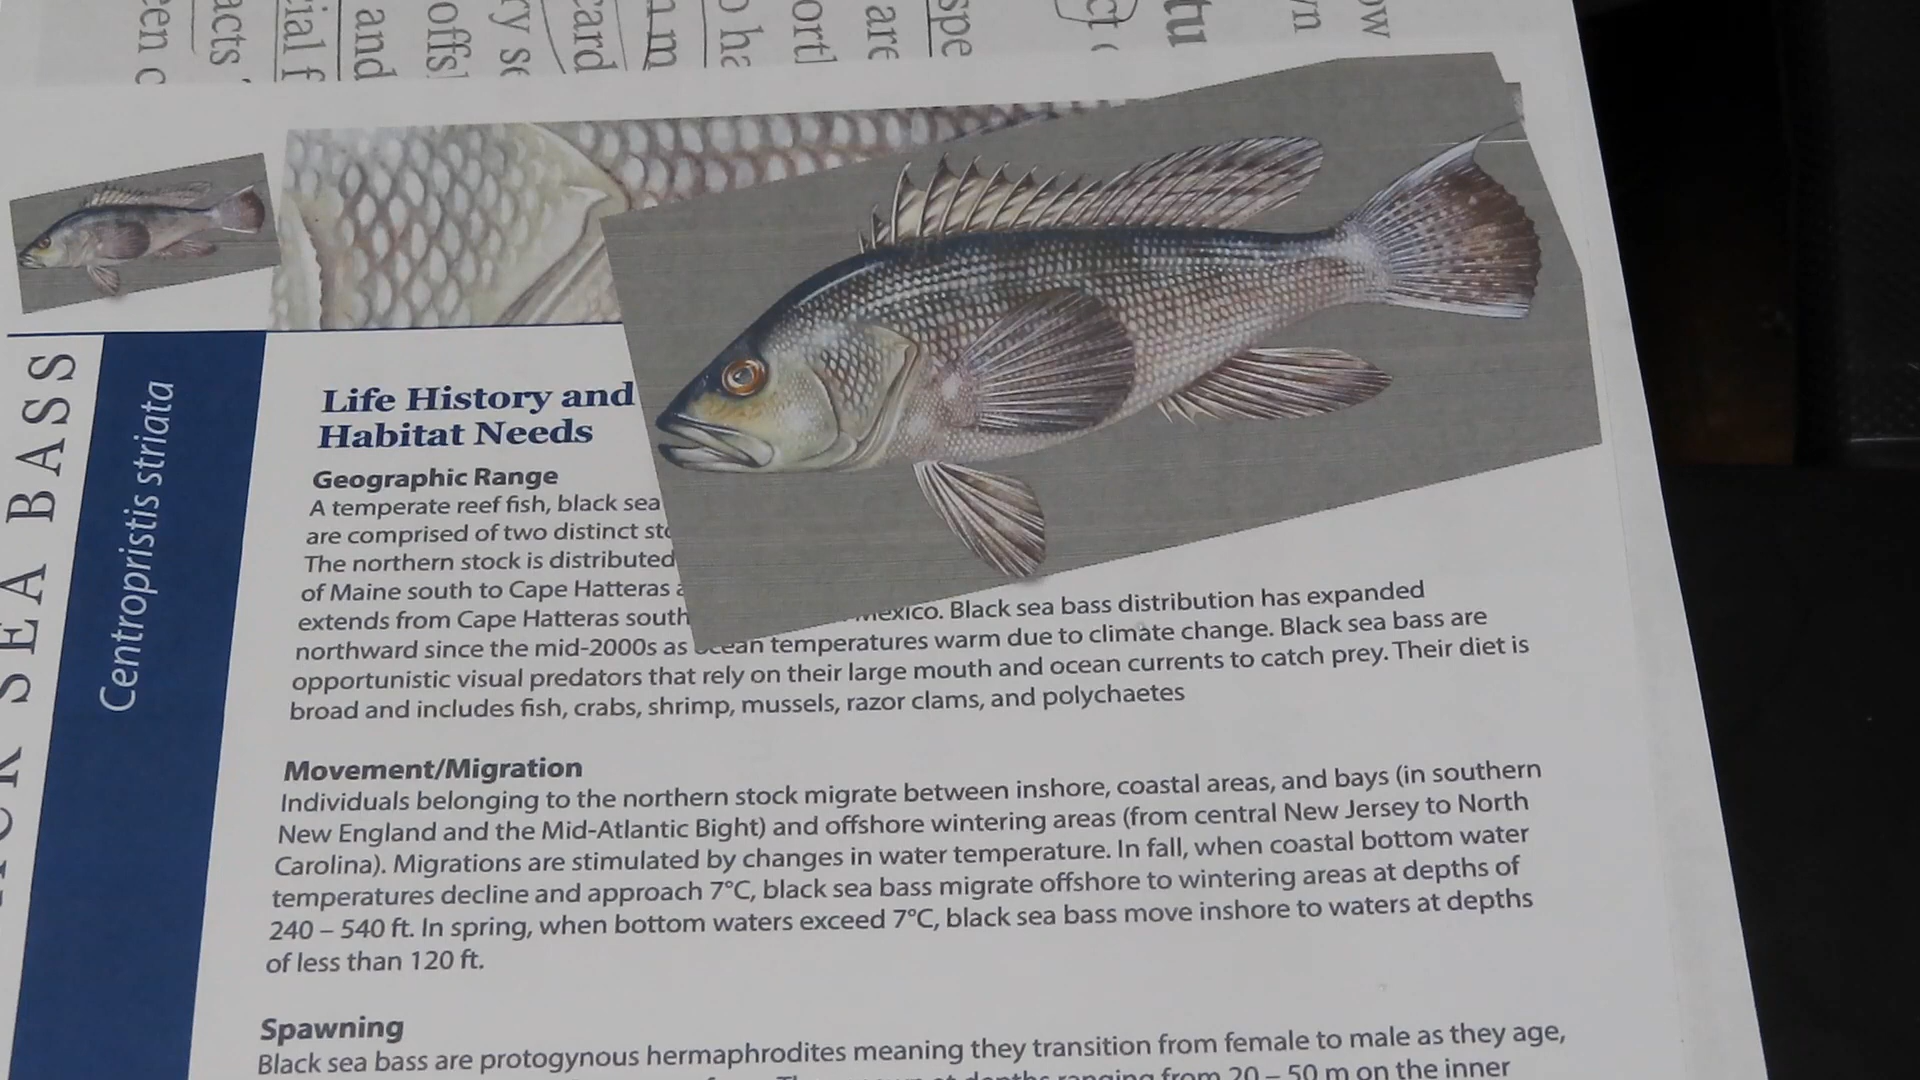 BLACK SEA BASS
Centropristis striata
Life History and
Habitat Needs
Geographic Range
A temperate reef fish, black sea
are comprised of two distinct
The northern stock is distributed
of Maine south to Cape Hatteras
extends from Cape Hatteras south Mexico. Black sea bass distribution has expanded
northward since the mid-2000s as ocean temperatures warm due to climate change. Black sea bass are
opportunistic visual predators that rely on their large mouth and ocean currents to catch prey. Their diet is
broad and includes fish, crabs, shrimp, mussels, razor clams, and polychaetes
Movement/Migration
Individuals belonging to the northern stock migrate between inshore, coastal areas, and bays (in southern
New England and the Mid-Atlantic Bight) and offshore wintering areas (from central New Jersey to North
Carolina). Migrations are stimulated by changes in water temperature. In fall, when coastal bottom water
temperatures decline and approach 7°C, black sea bass migrate offshore to wintering areas at depths of
240 – 540 ft. In spring, when bottom waters exceed 7°C, black sea bass move inshore to waters at depths
of less than 120 ft.
Spawning
Black sea bass are protogynous hermaphrodites meaning they transition from female to male as they age,
depths ranging from 20 – 50 m on the inner